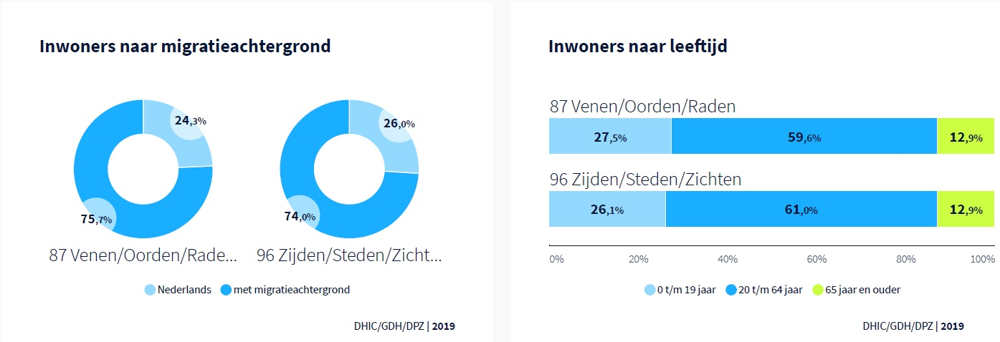 Inwoners naar migratieachtergrond
24,3%
75,7%
87 Venen/Oorden/Rade...
26,0%
74,0%
96 Zijden/Steden/Zicht...
Nederlands met migratieachtergrond
DHIC/GDH/DPZ | 2019
Inwoners naar leeftijd
87 Venen/Oorden/Raden
27,5% 59,6% 12,9%
96 Zijden/Steden/Zichten
26,1% 61,0% 12,9%
0% 20% 40% 60% 80% 100%
0 t/m 19 jaar 20 t/m 64 jaar 65 jaar en ouder
DHIC/GDH/DPZ | 2019